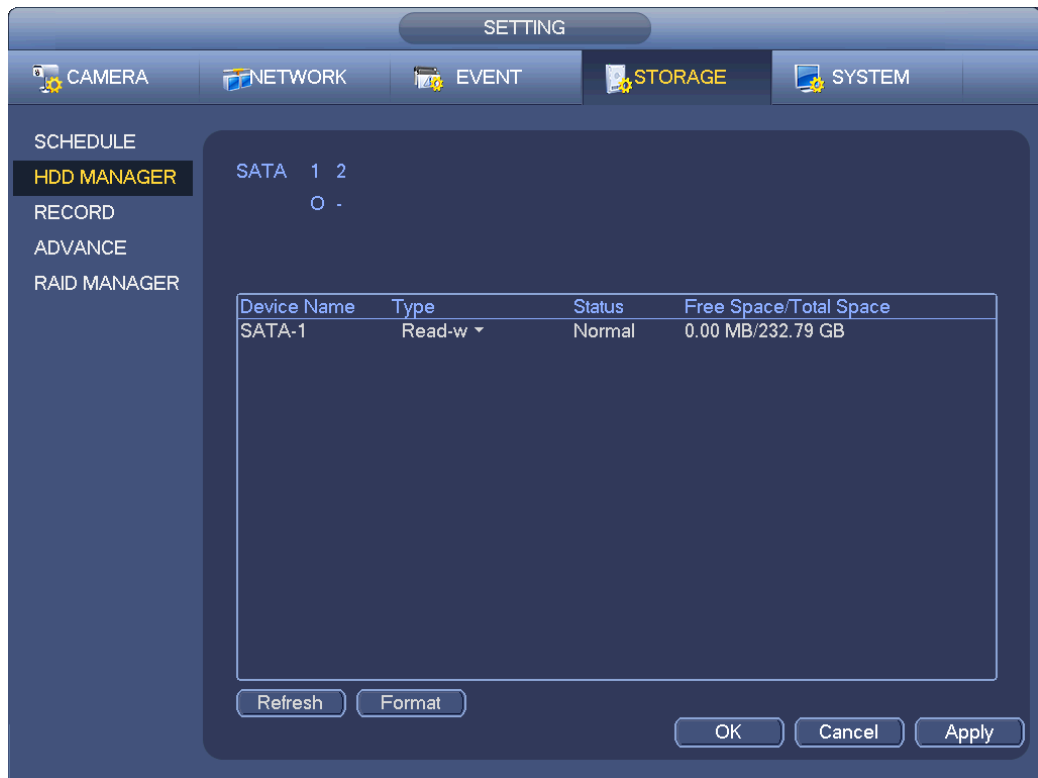 SETTING
CAMERA NETWORK EVENT STORAGE SYSTEM
SCHEDULE
HDD MANAGER
RECORD
ADVANCE
RAID MANAGER
SATA 1 2
O -
Device Name Type Status Free Space/Total Space
SATA-1 Read-w Normal 0.00 MB/232.79 GB
Refresh Format
OK Cancel Apply